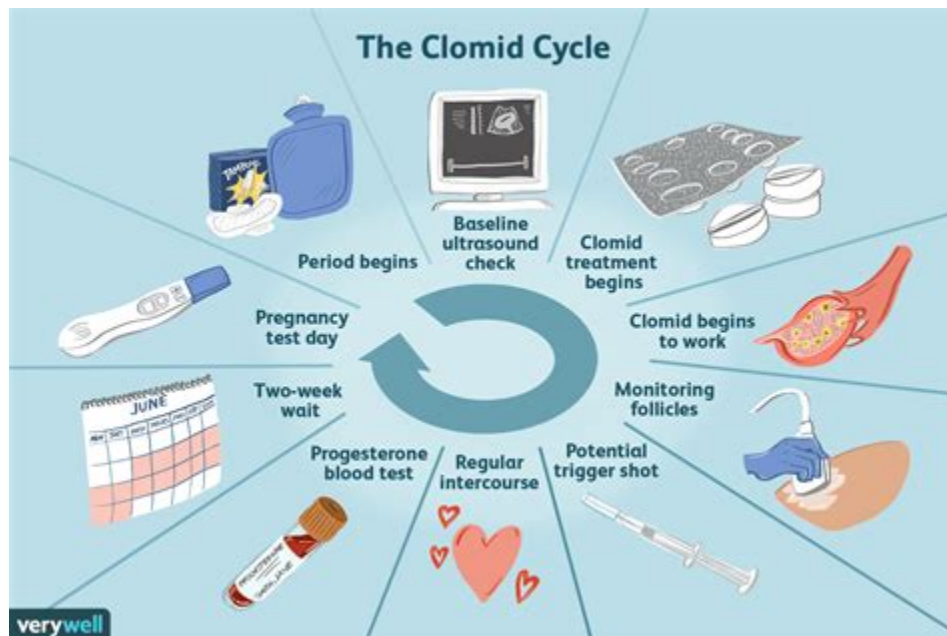 The Clomid Cycle
Baseline
ultrasound
check
Clomid
treatment
begins
Clomid begins
to work
Monitoring
follicles
Potential
trigger shot
Regular
intercourse
Progesterone
blood test
Two-week
wait
Pregnancy
test day
Period begins
TAMPONS
JUNE
verywell